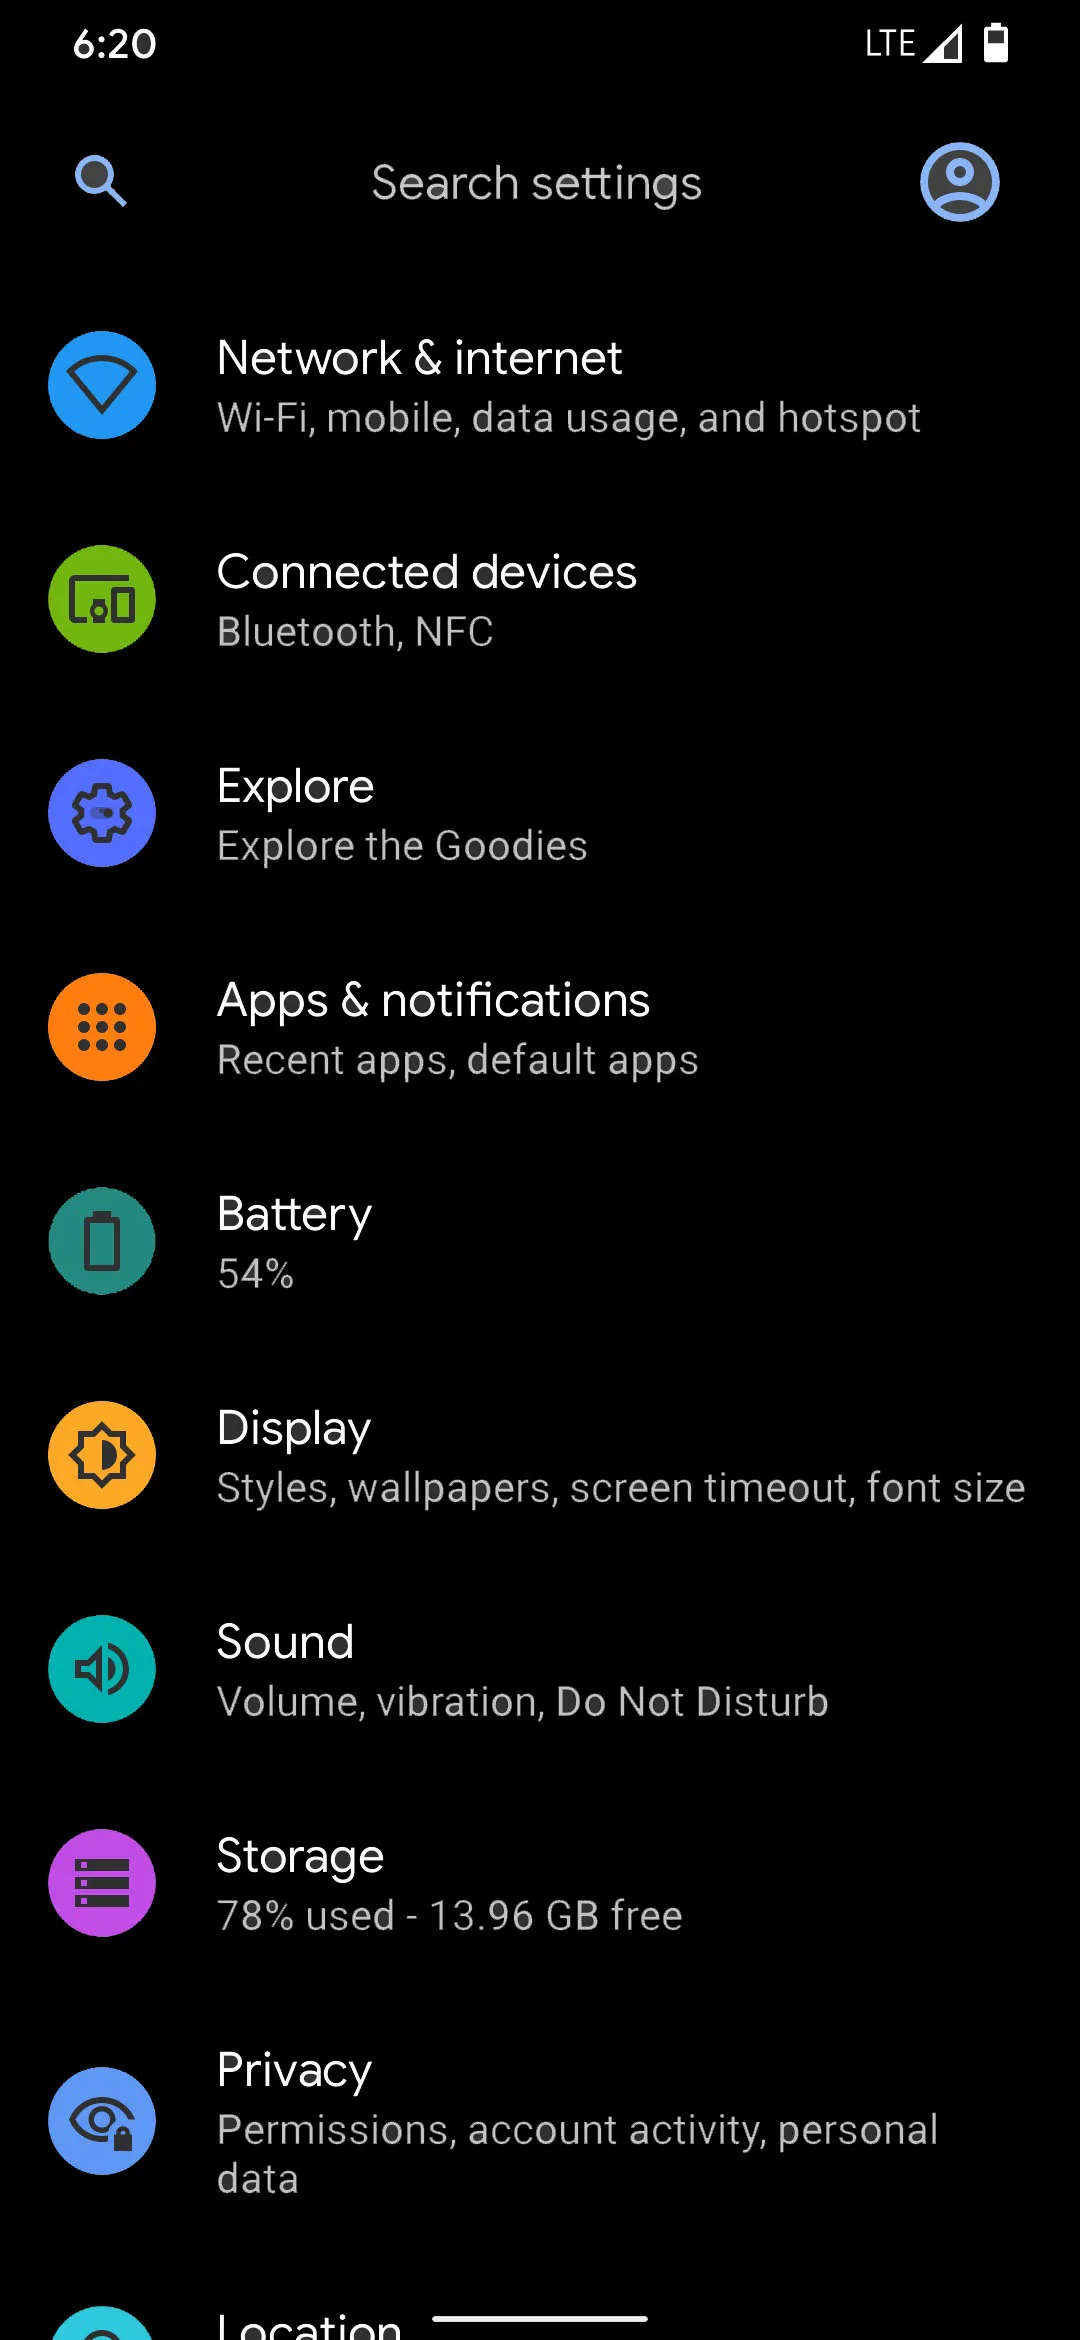 6:20
LTE
Search settings
Network & internet
Wi-Fi, mobile, data usage, and hotspot
Connected devices
Bluetooth, NFC
Explore
Explore the Goodies
Apps & notifications
Recent apps, default apps
Battery
54%
Display
Styles, wallpapers, screen timeout, font size
Sound
Volume, vibration, Do Not Disturb
Storage
78% used - 13.96 GB free
Privacy
Permissions, account activity, personal
data
Location